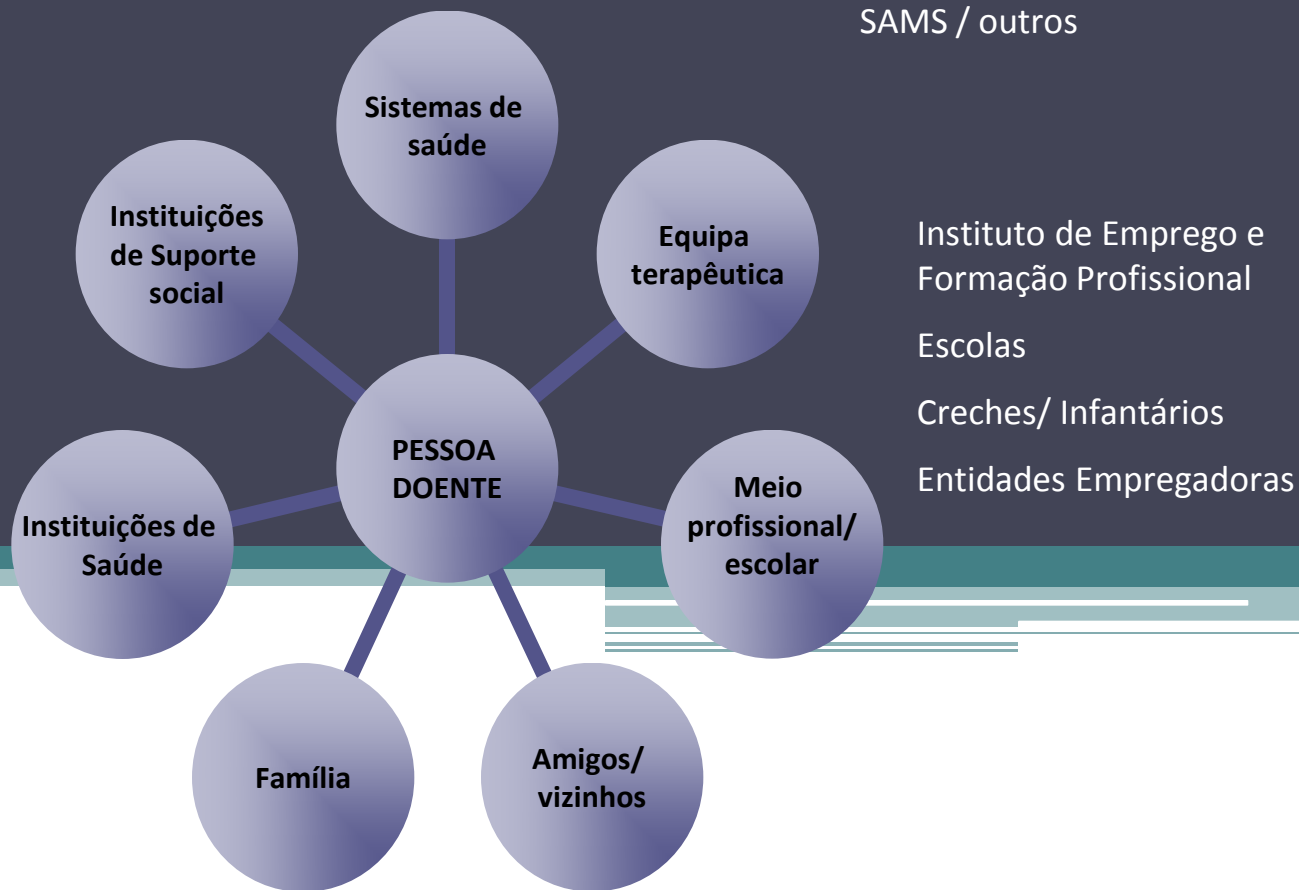 SAMS / outros
Sistemas de
saúde
Instituições
de Suporte
social
Equipa
terapêutica
Instituto de Emprego e
Formação Profissional
Escolas
Creches/ Infantários
Entidades Empregadoras
PESSOA
DOENTE
Meio
profissional/
escolar
Instituições de
Saúde
Família
Amigos/
vizinhos